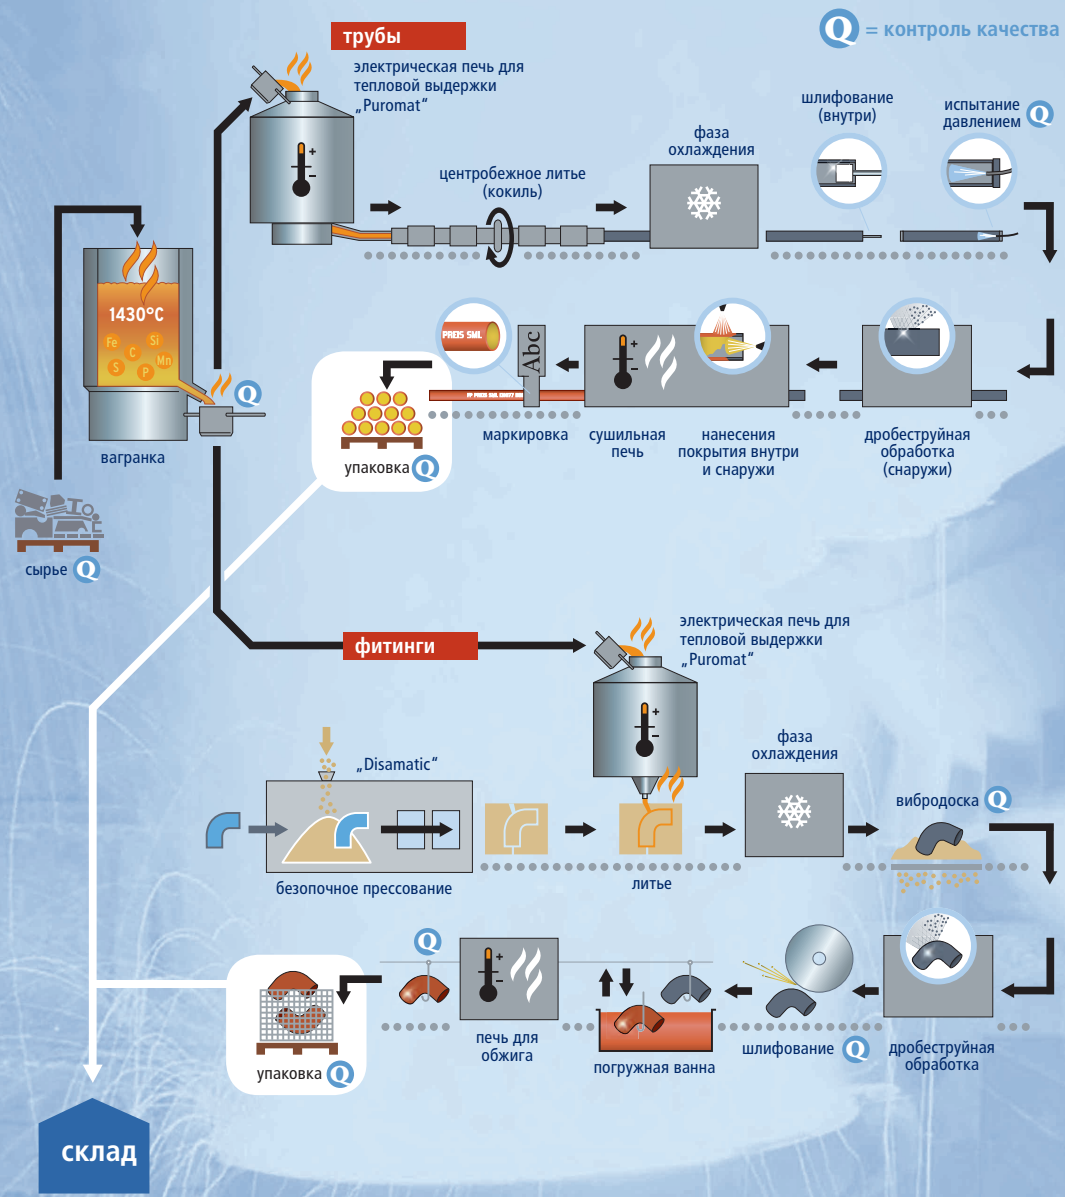 Q = контроль качества
трубы
электрическая печь для
тепловой выдержки
„Puromat“
+
–
центробежное литье
(кокиль)
фаза
охлаждения
шлифование
(внутри)
испытание
давлением Q
1430°C
Fe
Si
C
Mn
S
P
Q
вагранка
сырье Q
PREIS SML
Abc
+
–
маркировка
сушильная
печь
нанесения
покрытия внутри
и снаружи
дробеструйная
обработка
(снаружи)
упаковка Q
фитинги
электрическая печь для
тепловой выдержки
„Puromat“
+
–
„Disamatic“
безопочное прессование
литье
фаза
охлаждения
вибродоска Q
дробеструйная
обработка
шлифование Q
погружная ванна
+
–
печь для
обжига
Q
упаковка Q
склад